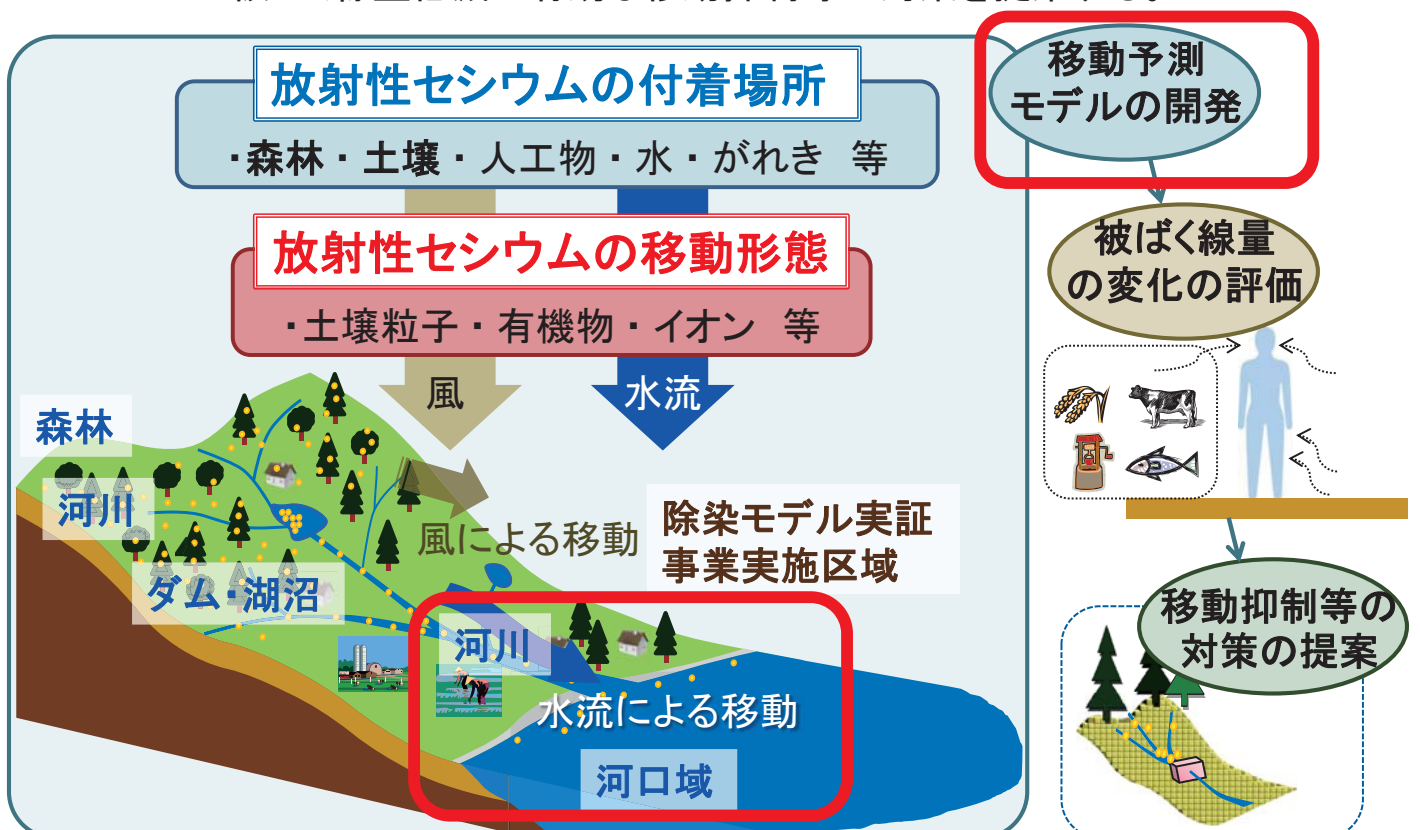 放射性セシウムの付着場所
・森林・土壌・人工物・水・がれき 等
放射性セシウムの移動形態
・土壌粒子・有機物・イオン 等
風
水流
森林
河川
ダム・湖沼
風による移動
除染モデル実証
事業実施区域
河川
水流による移動
河口域
移動予測
モデルの開発
被ばく線量
の変化の評価
移動抑制等の
対策の提案